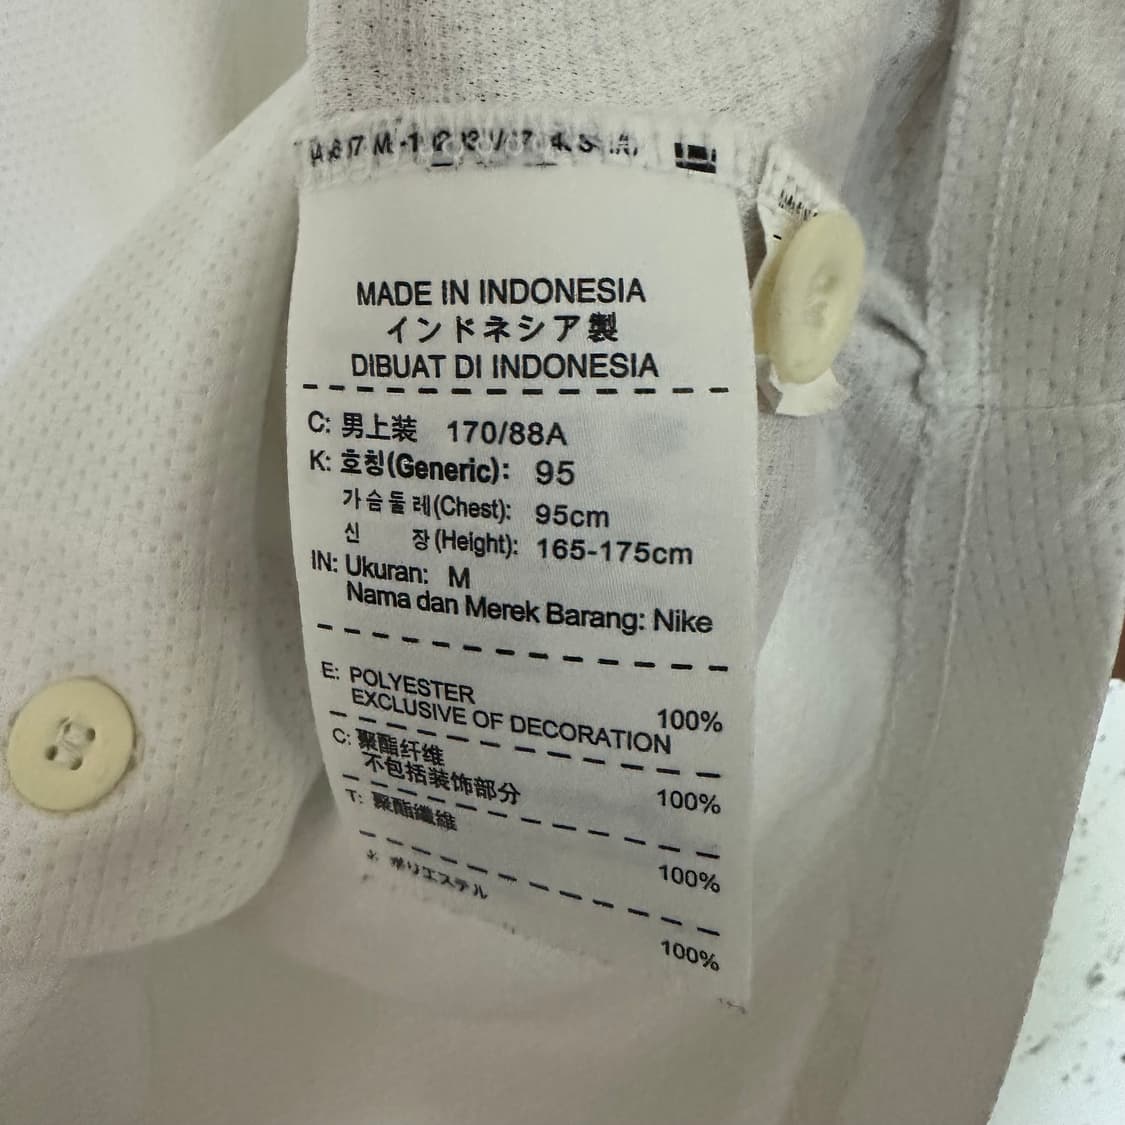 MADE IN INDONESIA
インドネシア製
DIBUAT DI INDONESIA
C: 男上装 170/88A
K: 호칭(Generic): 95
가슴둘레(Chest): 95cm
신 장(Height): 165-175cm
IN: Ukuran: M
Nama dan Merek Barang: Nike
E: POLYESTER 100%
EXCLUSIVE OF DECORATION
C: 聚酯纤维 100%
不包括装饰部分
T: 聚酯纖維 100%
ポリエステル 100%